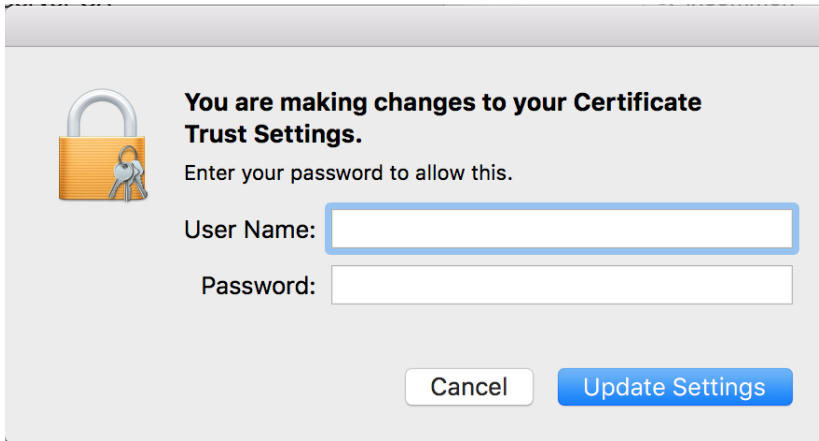 You are making changes to your Certificate
Trust Settings.
Enter your password to allow this.
User Name:
Password:
Cancel
Update Settings